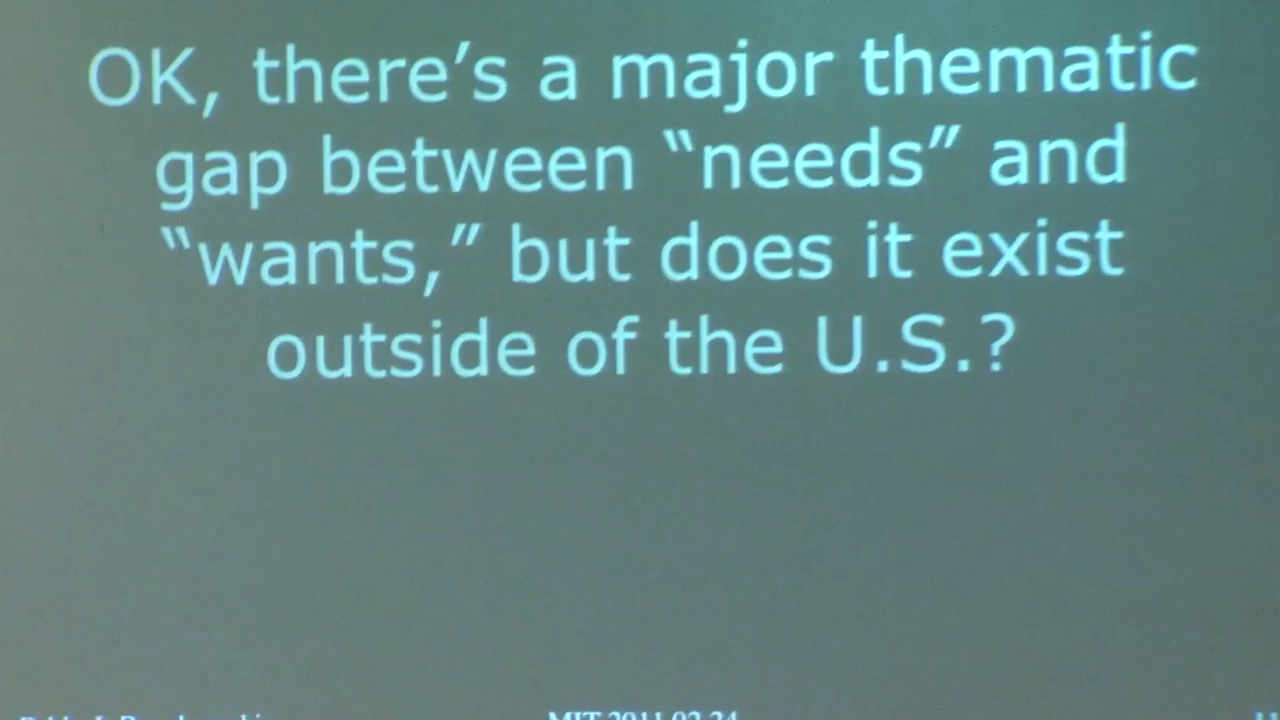 OK, there's a major thematic
gap between “needs” and
“wants,” but does it exist
outside of the U.S.?
MIT 2011.02.24